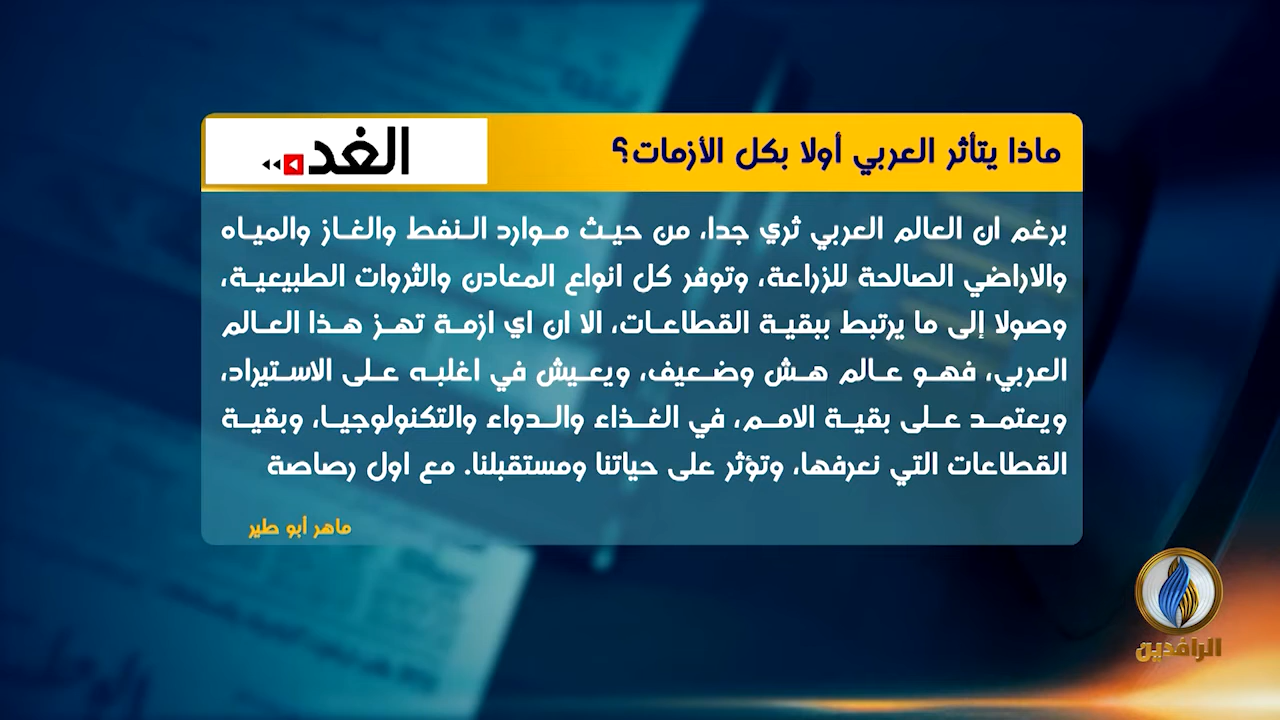 ماذا يتأثر العربي أولا بكل الأزمات؟
الغد
برغم ان العالم العربي ثري جدا، من حيث موارد النفط والغاز والمياه
والاراضي الصالحة للزراعة، وتوفر كل انواع المعادن والثروات الطبيعية،
وصولا إلى ما يرتبط ببقية القطاعات، الا ان اي ازمة تهز هذا العالم
العربي، فهو عالم هش وضعيف، ويعيش في اغلبه على الاستيراد،
ويعتمد على بقية الامم، في الغذاء والدواء والتكنولوجيا، وبقية
القطاعات التي نعرفها، وتؤثر على حياتنا ومستقبلنا. مع اول رصاصة
ماهر أبو طير
الرافدين